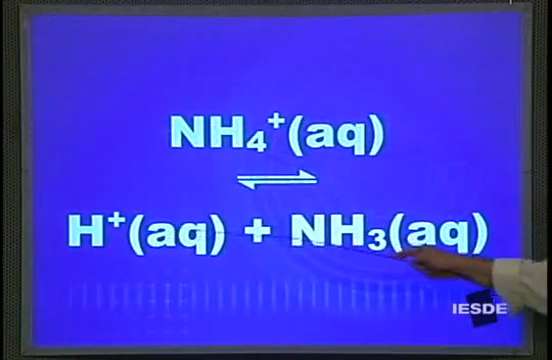 NH₄⁺(aq)
⇌
H⁺(aq) + NH₃(aq)
IESDE